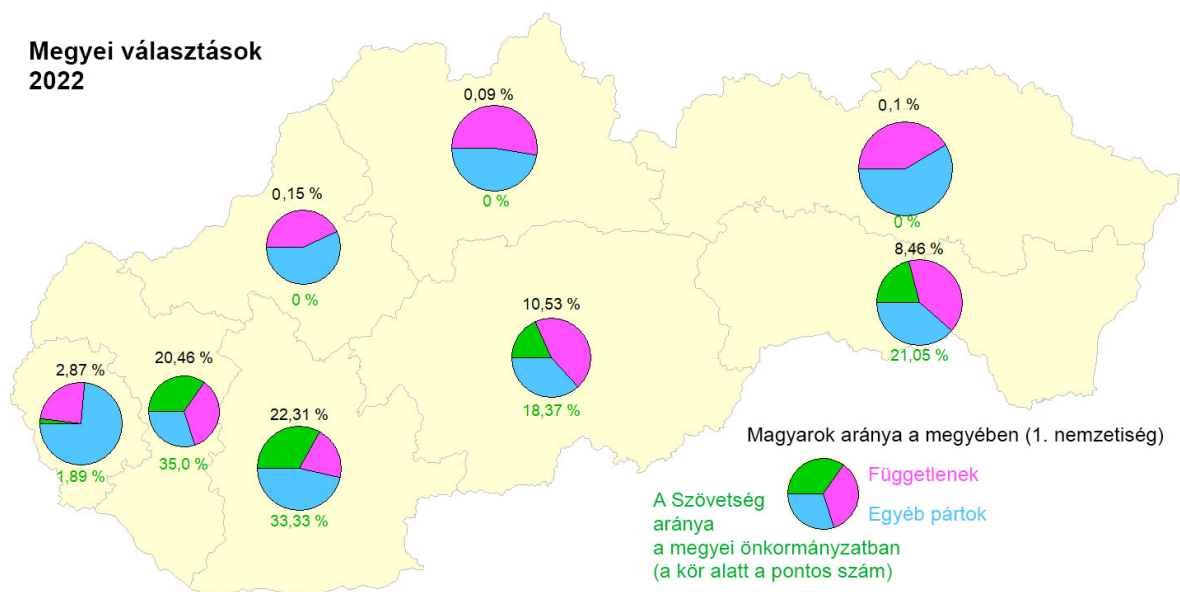 Megyei választások
2022
0,09 %
0 %
0,1 %
0 %
0,15 %
0 %
8,46 %
21,05 %
10,53 %
18,37 %
2,87 %
1,89 %
20,46 %
35,0 %
22,31 %
33,33 %
Magyarok aránya a megyében (1. nemzetiség)
Függetlenek
Egyéb pártok
A Szövetség
aránya
a megyei önkormányzatban
(a kör alatt a pontos szám)